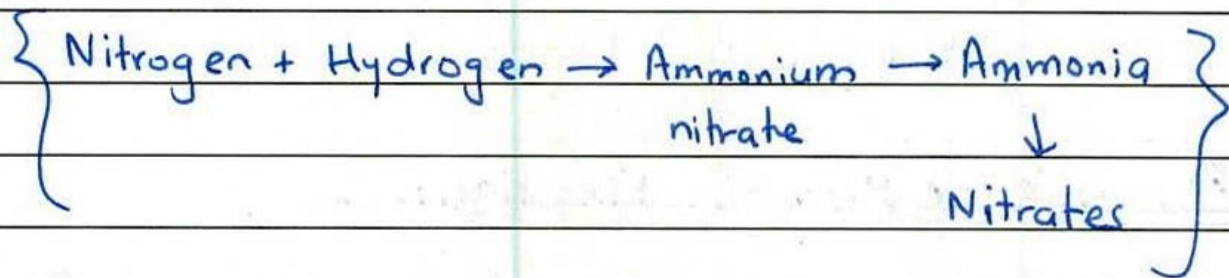 { Nitrogen + Hydrogen → Ammonium → Ammonia }
nitrate ↓
Nitrates